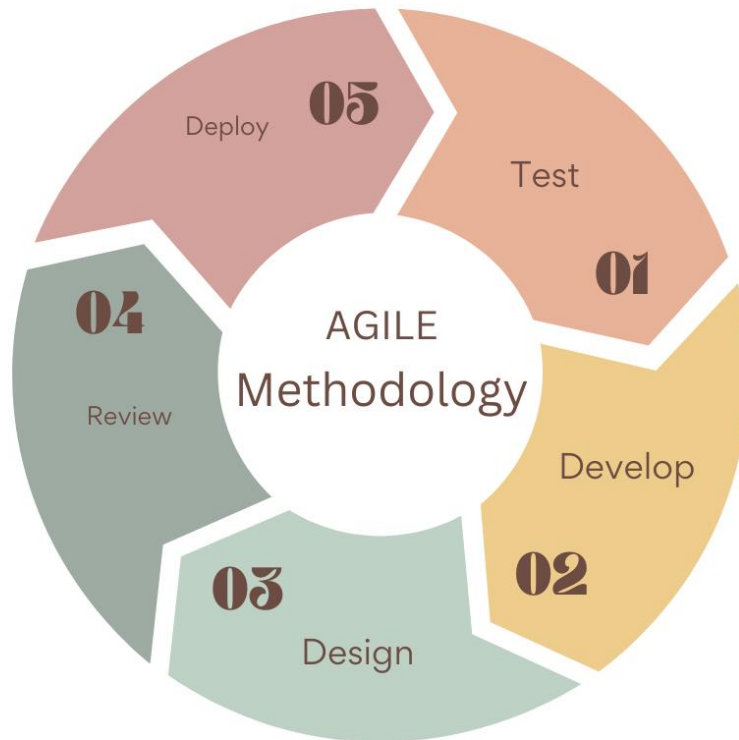 AGILE
Methodology
Test
01
Develop
02
03
Design
04
Review
05
Deploy